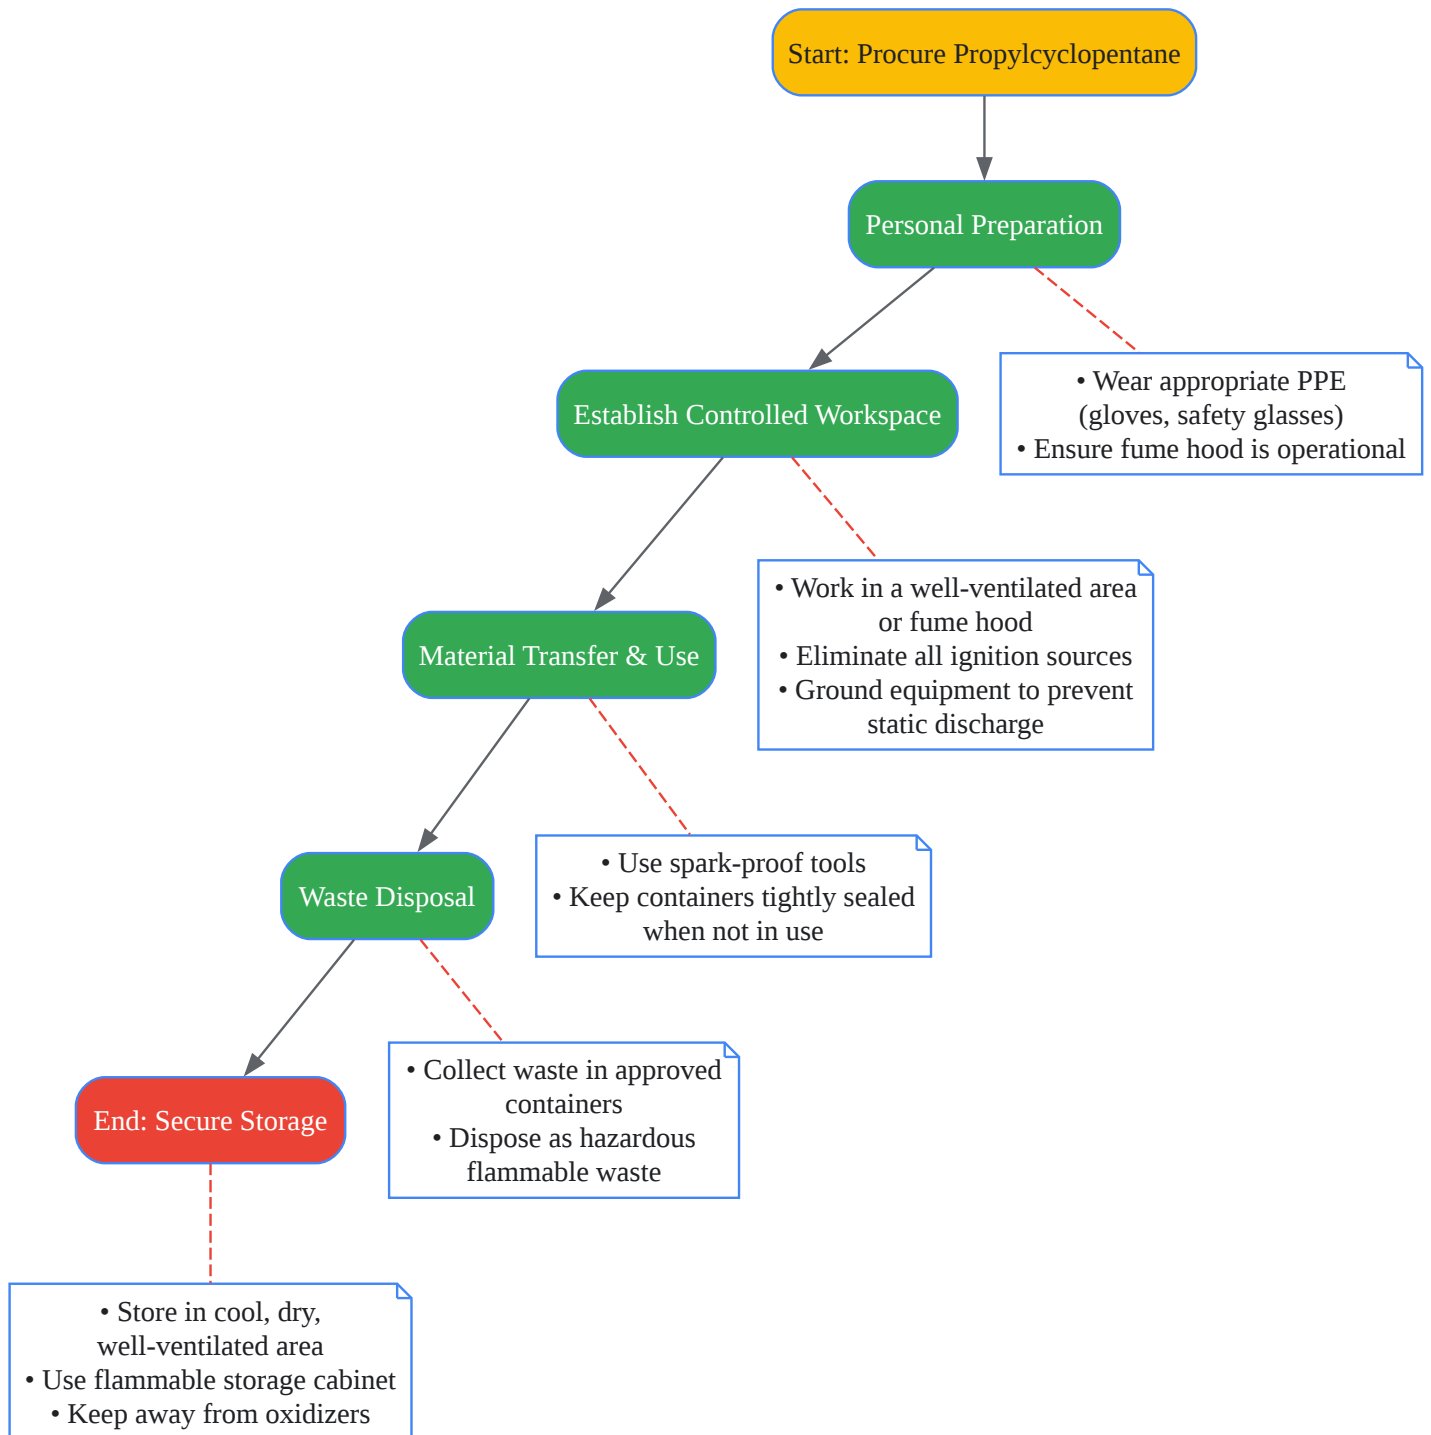 Start: Procure Propylcyclopentane
Personal Preparation
• Wear appropriate PPE
(gloves, safety glasses)
• Ensure fume hood is operational
Establish Controlled Workspace
• Work in a well-ventilated area
or fume hood
• Eliminate all ignition sources
• Ground equipment to prevent
static discharge
Material Transfer & Use
• Use spark-proof tools
• Keep containers tightly sealed
when not in use
Waste Disposal
• Collect waste in approved
containers
• Dispose as hazardous
flammable waste
End: Secure Storage
• Store in cool, dry,
well-ventilated area
• Use flammable storage cabinet
• Keep away from oxidizers